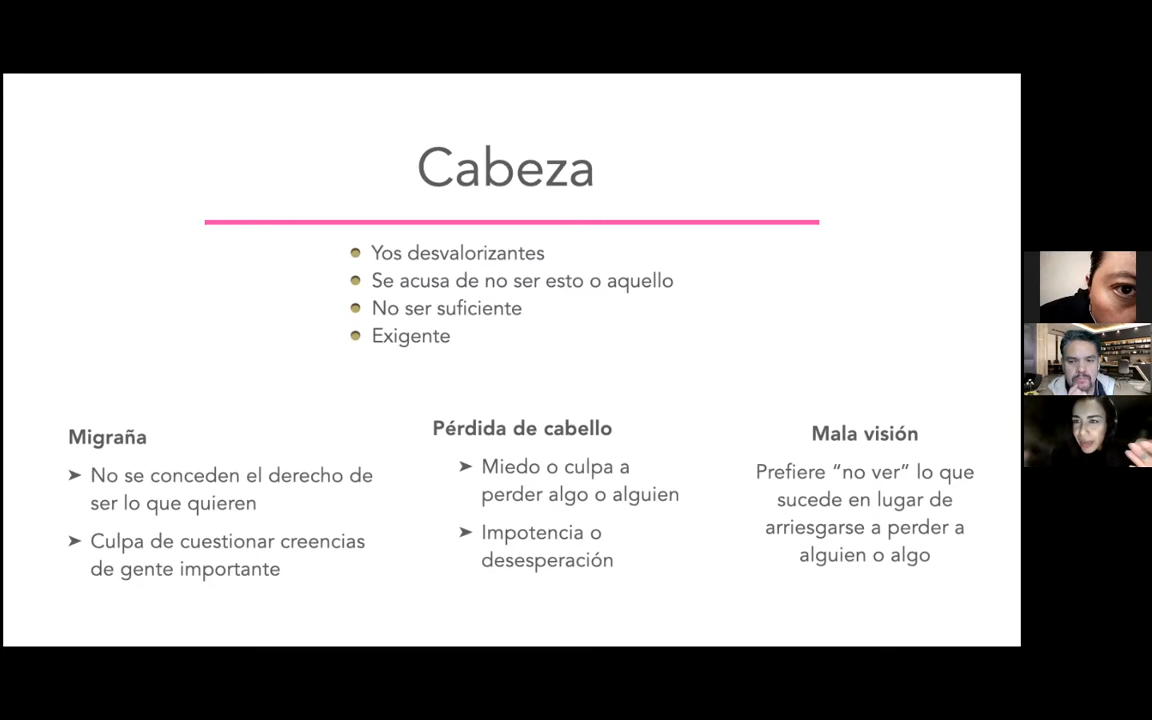 Cabeza
Yos desvalorizantes
Se acusa de no ser esto o aquello
No ser suficiente
Exigente
Migraña
No se conceden el derecho de
ser lo que quieren
Culpa de cuestionar creencias
de gente importante
Pérdida de cabello
Miedo o culpa a
perder algo o alguien
Impotencia o
desesperación
Mala visión
Prefiere “no ver” lo que
sucede en lugar de
arriesgarse a perder a
alguien o algo